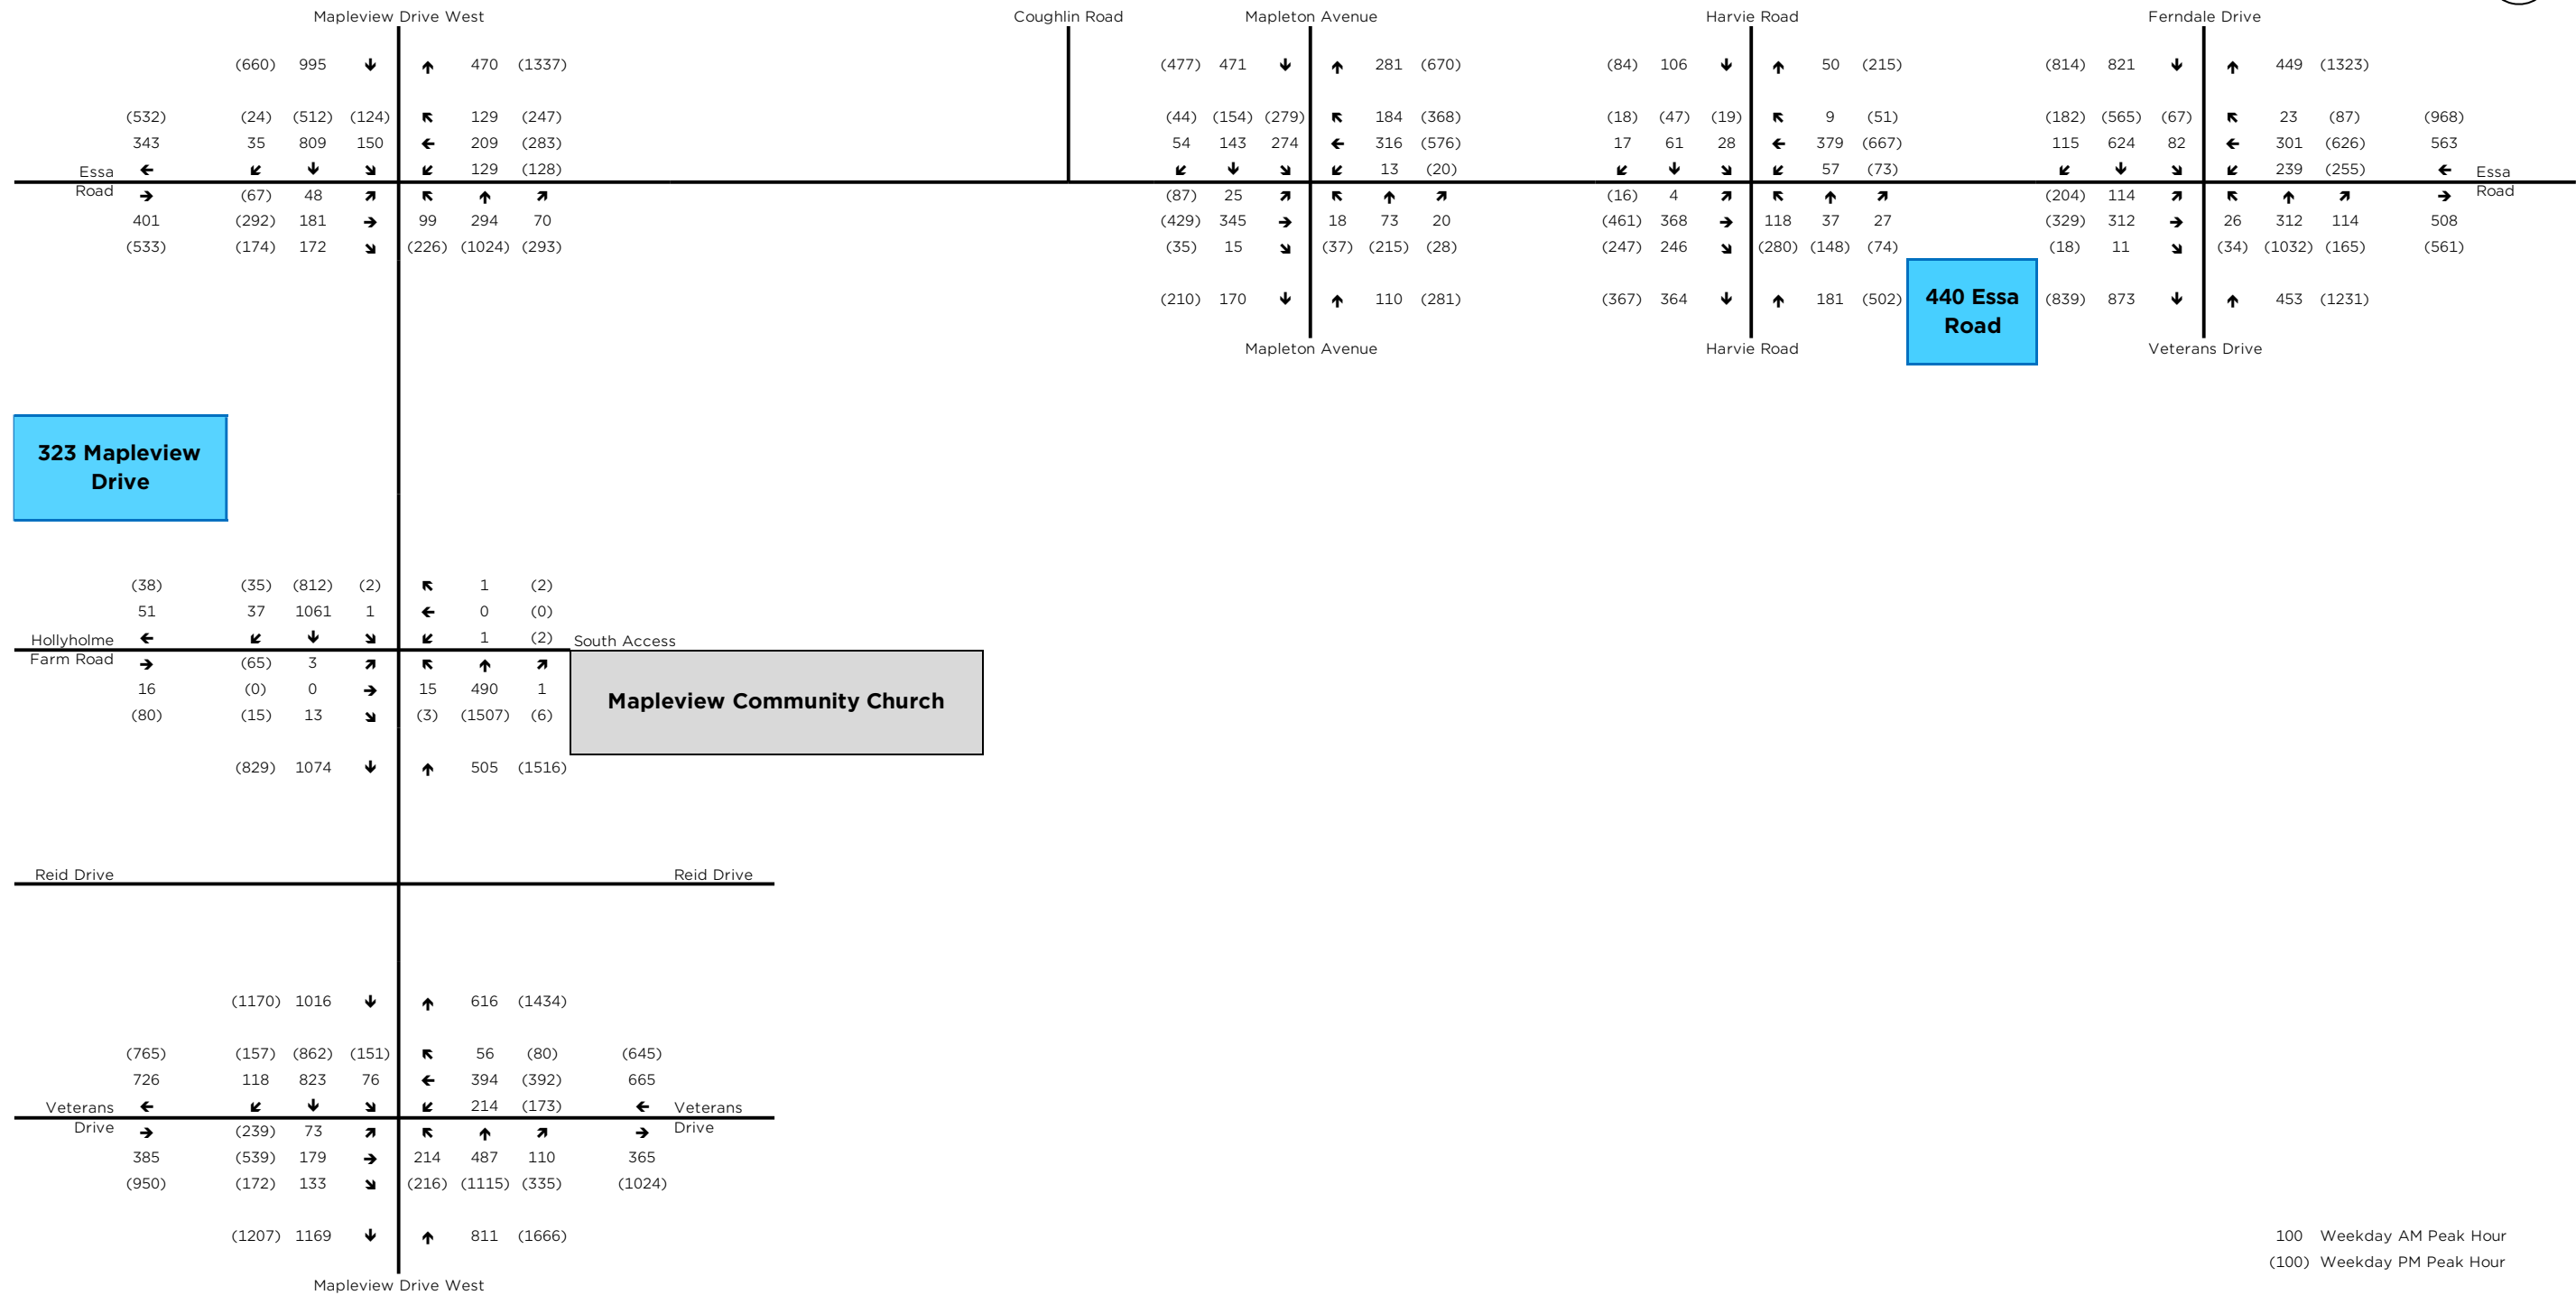 Mapleview Drive West Coughlin Road Mapleton Avenue Harvie Road Ferndale Drive
(660) 995 ↓ ↑ 470 (1337) (477) 471 ↓ ↑ 281 (670) (84) 106 ↓ ↑ 50 (215) (814) 821 ↓ ↑ 449 (1323)
(532) (24) (512) (124) ↖ 129 (247) (44) (154) (279) ↖ 184 (368) (18) (47) (19) ↖ 9 (51) (182) (565) (67) ↖ 23 (87) (968)
343 35 809 150 ← 209 (283) 54 143 274 ← 316 (576) 17 61 28 ← 379 (667) 115 624 82 ← 301 (626) 563
Essa ← ↙ ↓ ↘ ↙ 129 (128) ↙ ↓ ↘ ↙ 13 (20) ↙ ↓ ↘ ↙ 57 (73) ↙ ↓ ↘ ↙ 239 (255) ← Essa
Road → (67) 48 ↗ ↖ ↑ ↗ (87) 25 ↗ ↖ ↑ ↗ (16) 4 ↗ ↖ ↑ ↗ (204) 114 ↗ ↖ ↑ ↗ → Road
401 (292) 181 → 99 294 70 (429) 345 → 18 73 20 (461) 368 → 118 37 27 (329) 312 → 26 312 114 508
(533) (174) 172 ↘ (226) (1024) (293) (35) 15 ↘ (37) (215) (28) (247) 246 ↘ (280) (148) (74) (18) 11 ↘ (34) (1032) (165) (561)
(210) 170 ↓ ↑ 110 (281) (367) 364 ↓ ↑ 181 (502) 440 Essa (839) 873 ↓ ↑ 453 (1231)
Road
Mapleton Avenue Harvie Road Veterans Drive
323 Mapleview
Drive
(38) (35) (812) (2) ↖ 1 (2)
51 37 1061 1 ← 0 (0)
Hollyholme ← ↙ ↓ ↘ ↙ 1 (2) South Access
Farm Road → (65) 3 ↗ ↖ ↑ ↗
16 (0) 0 → 15 490 1
Mapleview Community Church
(80) (15) 13 ↘ (3) (1507) (6)
(829) 1074 ↓ ↑ 505 (1516)
Reid Drive Reid Drive
(1170) 1016 ↓ ↑ 616 (1434)
(765) (157) (862) (151) ↖ 56 (80) (645)
726 118 823 76 ← 394 (392) 665
Veterans ← ↙ ↓ ↘ ↙ 214 (173) ← Veterans
Drive → (239) 73 ↗ ↖ ↑ ↗ → Drive
385 (539) 179 → 214 487 110 365
(950) (172) 133 ↘ (216) (1115) (335) (1024)
(1207) 1169 ↓ ↑ 811 (1666)
Mapleview Drive West
100 Weekday AM Peak Hour
(100) Weekday PM Peak Hour